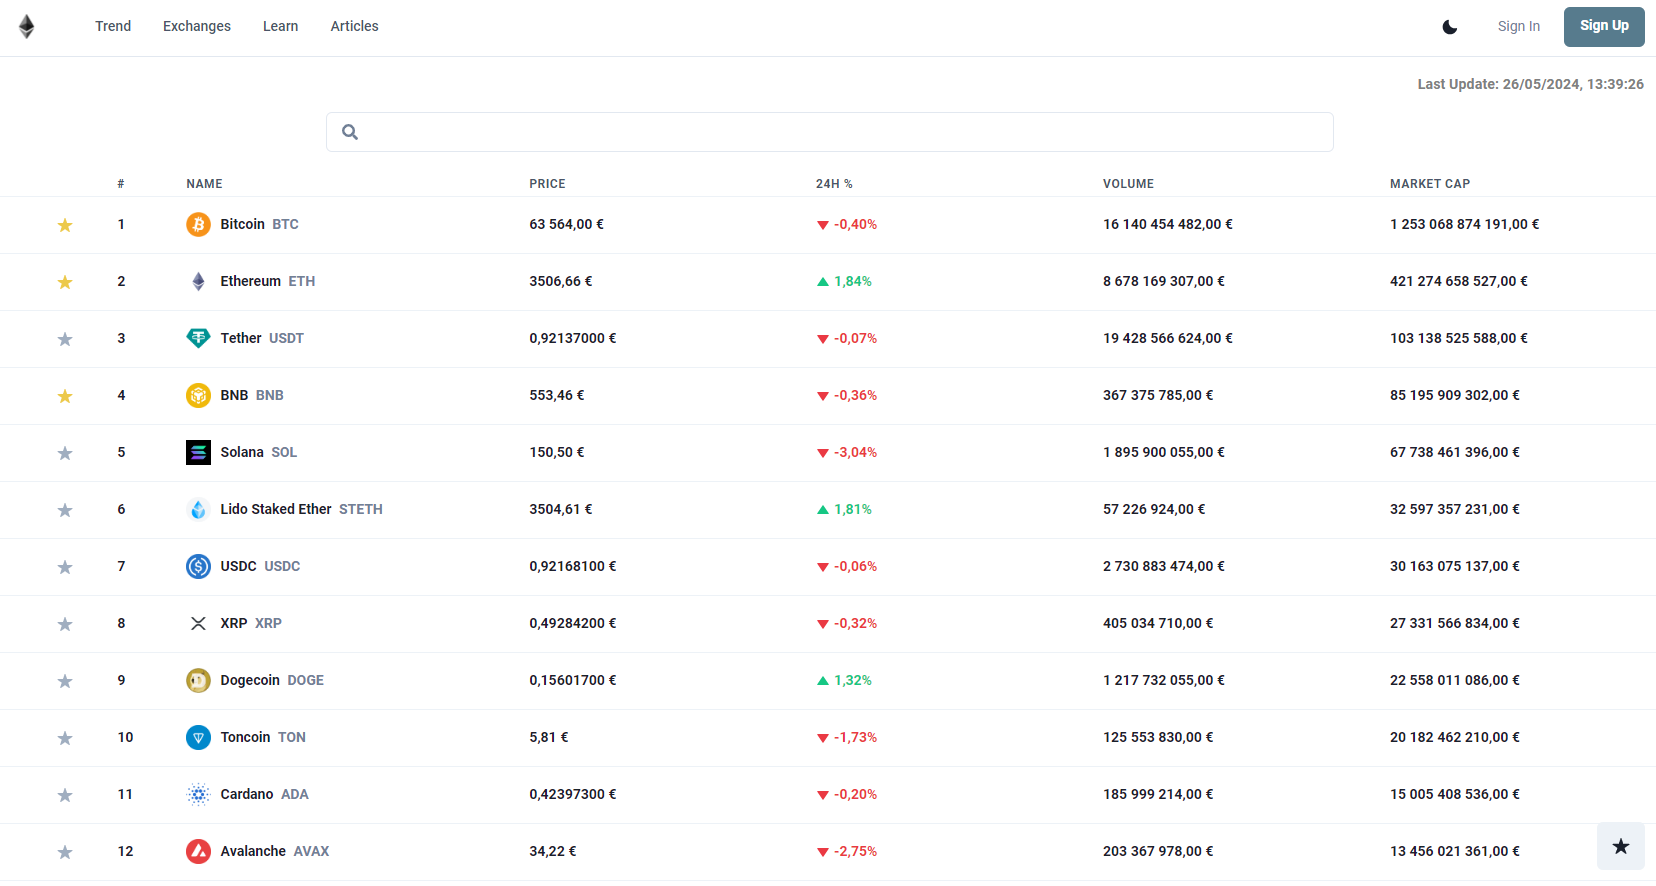 Trend Exchanges Learn Articles Sign In Sign Up
Last Update: 26/05/2024, 13:39:26
# NAME PRICE 24H % VOLUME MARKET CAP
1 Bitcoin BTC 63 564,00 € -0,40% 16 140 454 482,00 € 1 253 068 874 191,00 €
2 Ethereum ETH 3506,66 € 1,84% 8 678 169 307,00 € 421 274 658 527,00 €
3 Tether USDT 0,92137000 € -0,07% 19 428 566 624,00 € 103 138 525 588,00 €
4 BNB BNB 553,46 € -0,36% 367 375 785,00 € 85 195 909 302,00 €
5 Solana SOL 150,50 € -3,04% 1 895 900 055,00 € 67 738 461 396,00 €
6 Lido Staked Ether STETH 3504,61 € 1,81% 57 226 924,00 € 32 597 357 231,00 €
7 USDC USDC 0,92168100 € -0,06% 2 730 883 474,00 € 30 163 075 137,00 €
8 XRP XRP 0,49284200 € -0,32% 405 034 710,00 € 27 331 566 834,00 €
9 Dogecoin DOGE 0,15601700 € 1,32% 1 217 732 055,00 € 22 558 011 086,00 €
10 Toncoin TON 5,81 € -1,73% 125 553 830,00 € 20 182 462 210,00 €
11 Cardano ADA 0,42397300 € -0,20% 185 999 214,00 € 15 005 408 536,00 €
12 Avalanche AVAX 34,22 € -2,75% 203 367 978,00 € 13 456 021 361,00 €